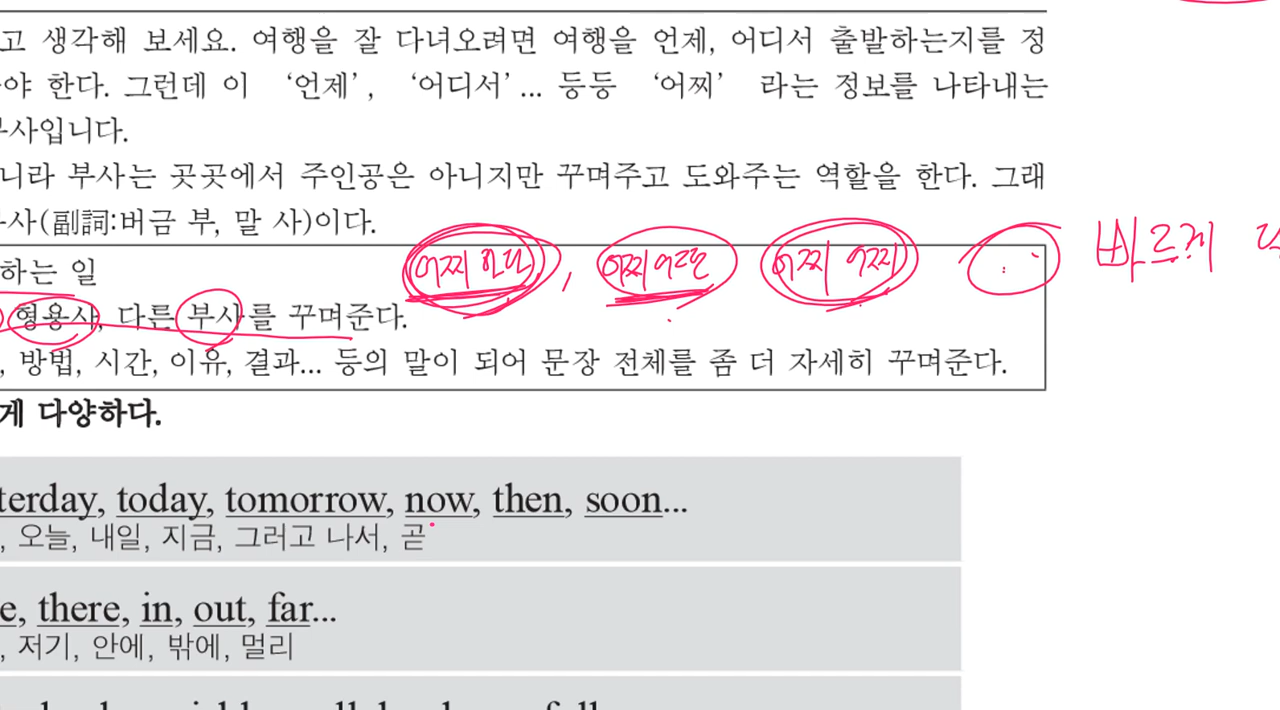 고 생각해 보세요. 여행을 잘 다녀오려면 여행을 언제, 어디서 출발하는지를 정
야 한다. 그런데 이 ‘언제’, ‘어디서’... 등등 ‘어찌’ 라는 정보를 나타내는
부사입니다.
니라 부사는 곳곳에서 주인공은 아니지만 꾸며주고 도와주는 역할을 한다. 그래
부사(副詞:버금 부, 말 사)이다.
어찌 한다, 어찌 어떠한 어찌 어찌 빠르게
하는 일
형용사, 다른 부사를 꾸며준다.
, 방법, 시간, 이유, 결과... 등의 말이 되어 문장 전체를 좀 더 자세히 꾸며준다.
게 다양하다.
terday, today, tomorrow, now, then, soon...
, 오늘, 내일, 지금, 그러고 나서, 곧
e, there, in, out, far...
, 저기, 안에, 밖에, 멀리